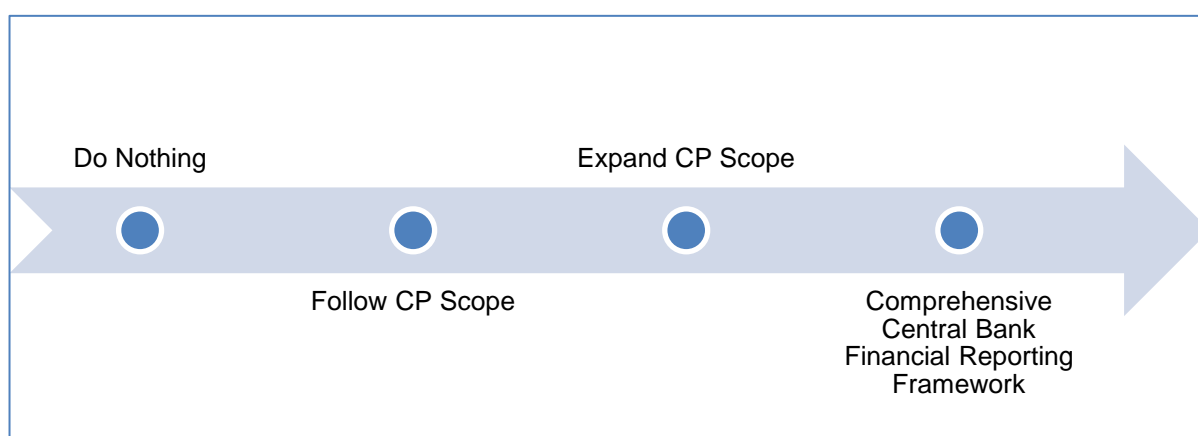 Do Nothing
Follow CP Scope
Expand CP Scope
Comprehensive
Central Bank
Financial Reporting
Framework